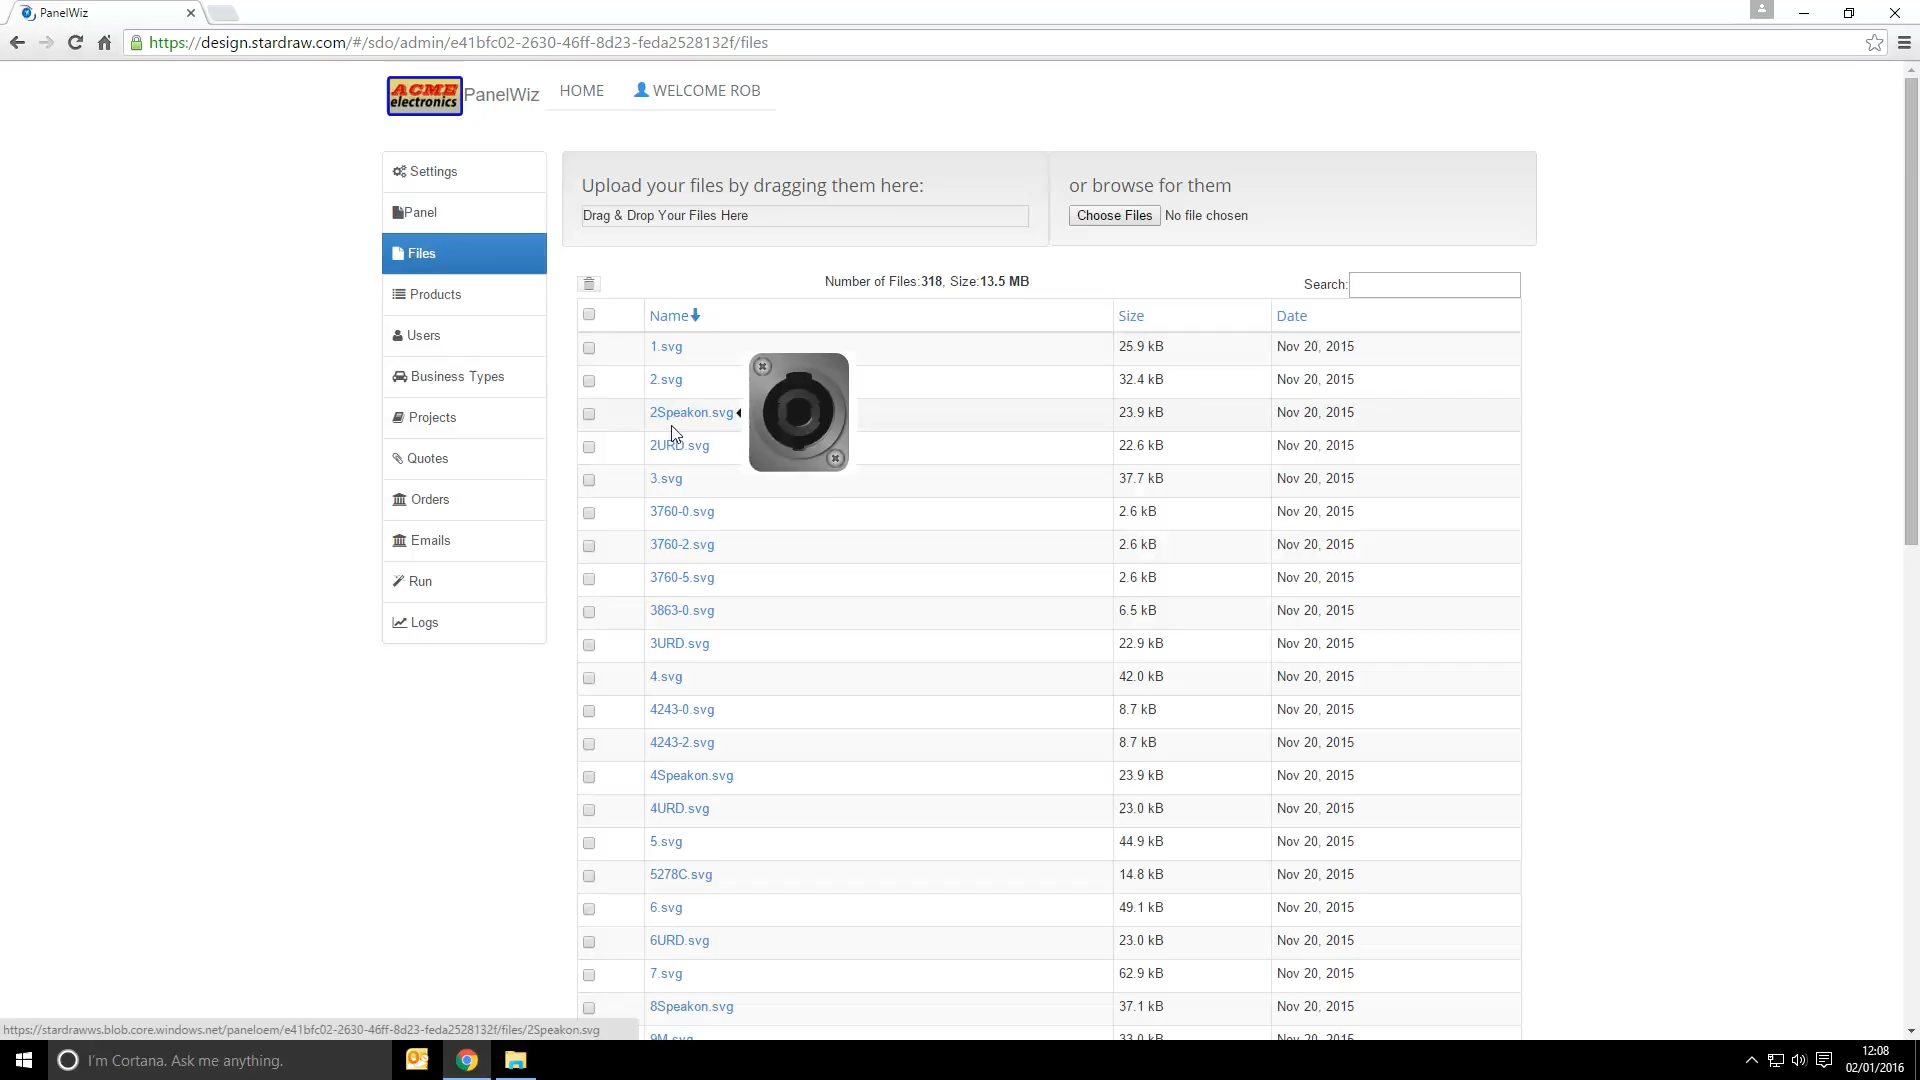 PanelWiz
https://design.stardraw.com/#/sdo/admin/e41bfc02-2630-46ff-8d23-feda2528132f/files
ACME
electronics
PanelWiz
HOME
WELCOME ROB
Settings
Panel
Files
Products
Users
Business Types
Projects
Quotes
Orders
Emails
Run
Logs
Upload your files by dragging them here:
Drag & Drop Your Files Here
or browse for them
Choose Files No file chosen
Number of Files:318, Size:13.5 MB
Search:
Name Size Date
1.svg 25.9 kB Nov 20, 2015
2.svg 32.4 kB Nov 20, 2015
2Speakon.svg 23.9 kB Nov 20, 2015
2URD.svg 22.6 kB Nov 20, 2015
3.svg 37.7 kB Nov 20, 2015
3760-0.svg 2.6 kB Nov 20, 2015
3760-2.svg 2.6 kB Nov 20, 2015
3760-5.svg 2.6 kB Nov 20, 2015
3863-0.svg 6.5 kB Nov 20, 2015
3URD.svg 22.9 kB Nov 20, 2015
4.svg 42.0 kB Nov 20, 2015
4243-0.svg 8.7 kB Nov 20, 2015
4243-2.svg 8.7 kB Nov 20, 2015
4Speakon.svg 23.9 kB Nov 20, 2015
4URD.svg 23.0 kB Nov 20, 2015
5.svg 44.9 kB Nov 20, 2015
5278C.svg 14.8 kB Nov 20, 2015
6.svg 49.1 kB Nov 20, 2015
6URD.svg 23.0 kB Nov 20, 2015
7.svg 62.9 kB Nov 20, 2015
8Speakon.svg 37.1 kB Nov 20, 2015
9M.svg 33.0 kB Nov 20, 2015
https://stardrawws.blob.core.windows.net/paneloem/e41bfc02-2630-46ff-8d23-feda2528132f/files/2Speakon.svg
I'm Cortana. Ask me anything.
12:08
02/01/2016